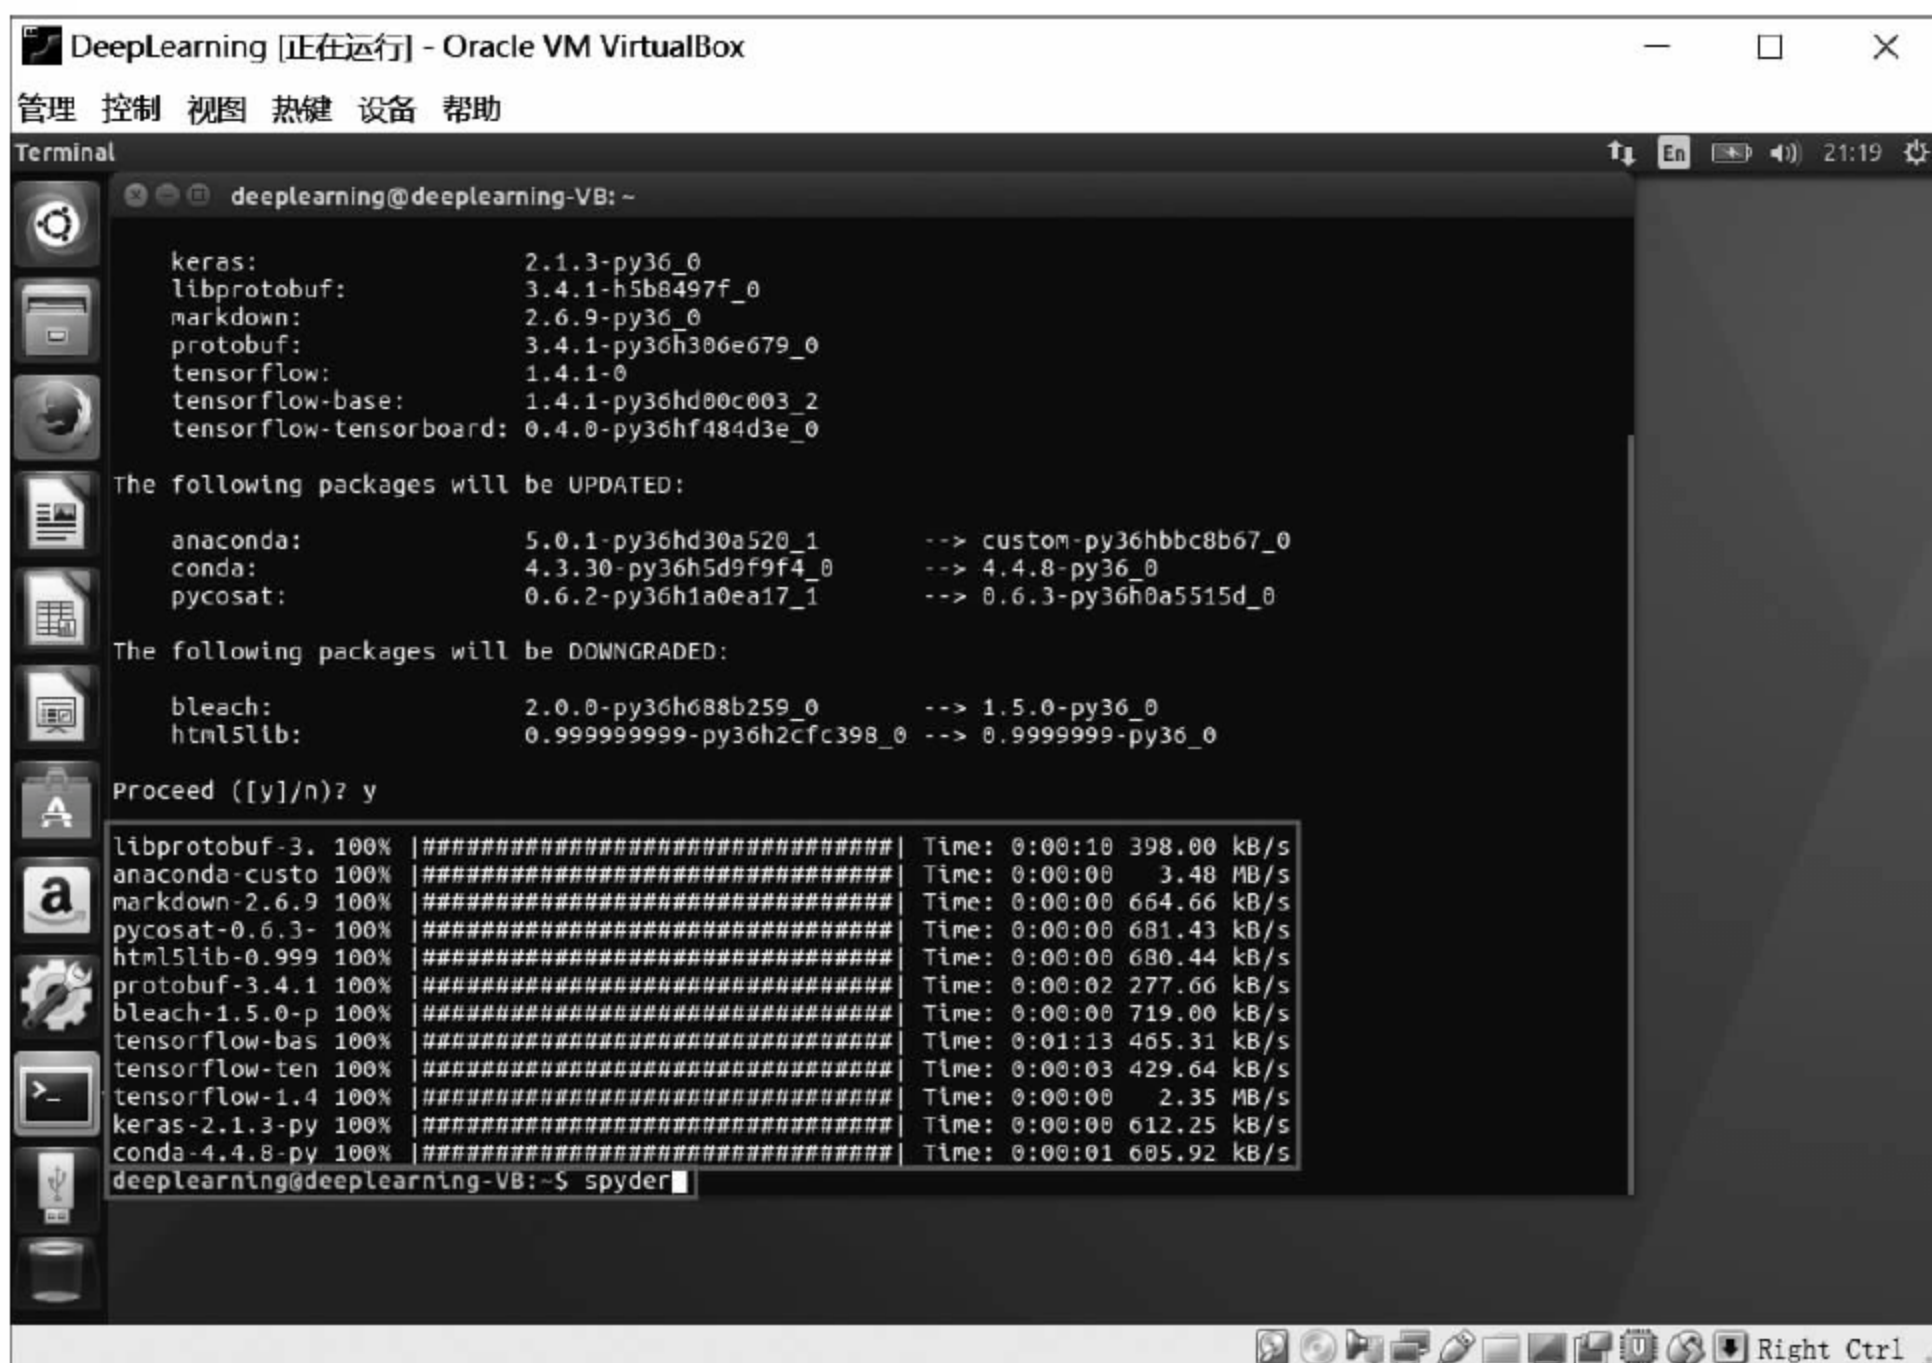 DeepLearning [正在运行] - Oracle VM VirtualBox
管理 控制 视图 热键 设备 帮助
Terminal En 21:19
deeplearning@deeplearning-VB: ~
keras: 2.1.3-py36_0
libprotobuf: 3.4.1-h5b8497f_0
markdown: 2.6.9-py36_0
protobuf: 3.4.1-py36h306e679_0
tensorflow: 1.4.1-0
tensorflow-base: 1.4.1-py36hd00c003_2
tensorflow-tensorboard: 0.4.0-py36hf484d3e_0
The following packages will be UPDATED:
anaconda: 5.0.1-py36hd30a520_1 --> custom-py36hbbc8b67_0
conda: 4.3.30-py36h5d9f9f4_0 --> 4.4.8-py36_0
pycosat: 0.6.2-py36h1a0ea17_1 --> 0.6.3-py36h0a5515d_0
The following packages will be DOWNGRADED:
bleach: 2.0.0-py36h688b259_0 --> 1.5.0-py36_0
html5lib: 0.999999999-py36h2cfc398_0 --> 0.9999999-py36_0
Proceed ([y]/n)? y
libprotobuf-3. 100% |################################| Time: 0:00:10 398.00 kB/s
anaconda-custo 100% |################################| Time: 0:00:00 3.48 MB/s
markdown-2.6.9 100% |################################| Time: 0:00:00 664.66 kB/s
pycosat-0.6.3- 100% |################################| Time: 0:00:00 681.43 kB/s
html5lib-0.999 100% |################################| Time: 0:00:00 680.44 kB/s
protobuf-3.4.1 100% |################################| Time: 0:00:02 277.66 kB/s
bleach-1.5.0-p 100% |################################| Time: 0:00:00 719.00 kB/s
tensorflow-bas 100% |################################| Time: 0:01:13 465.31 kB/s
tensorflow-ten 100% |################################| Time: 0:00:03 429.64 kB/s
tensorflow-1.4 100% |################################| Time: 0:00:00 2.35 MB/s
keras-2.1.3-py 100% |################################| Time: 0:00:00 612.25 kB/s
conda-4.4.8-py 100% |################################| Time: 0:00:01 605.92 kB/s
deeplearning@deeplearning-VB:~$ spyder
Right Ctrl